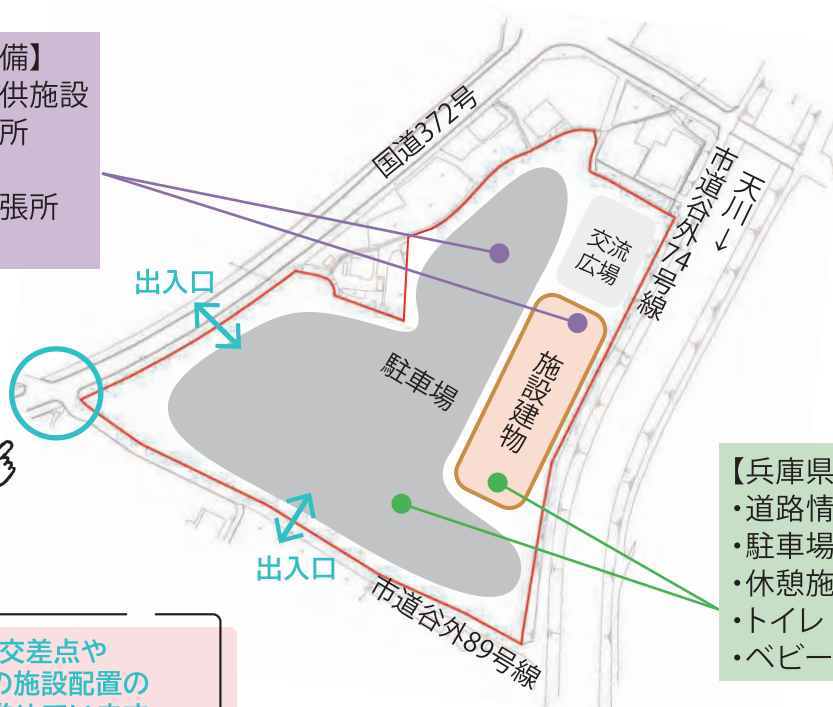 備】
供施設
所
張所
国道372号
天川→
市道谷外74号線
交流
広場
出入口
駐車場
施設建物
出入口
市道谷外89号線
【兵庫県
・道路情
・駐車場
・休憩施
・トイレ
・ベビー
交差点や
の施設配置の